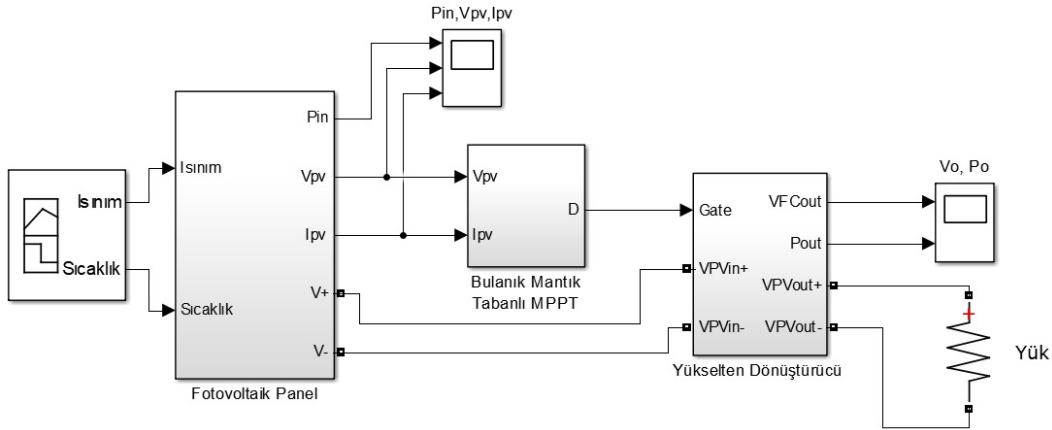 Pin,Vpv,Ipv
Isınım
Sıcaklık
Isınım
Sıcaklık
Pin
Vpv
Ipv
V+
V-
Fotovoltaik Panel
Vpv
Ipv
D
Bulanık Mantık
Tabanlı MPPT
Gate
VPVin+
VPVin-
VFCout
Pout
VPVout+
VPVout-
Yükselten Dönüştürücü
Vo, Po
Yük